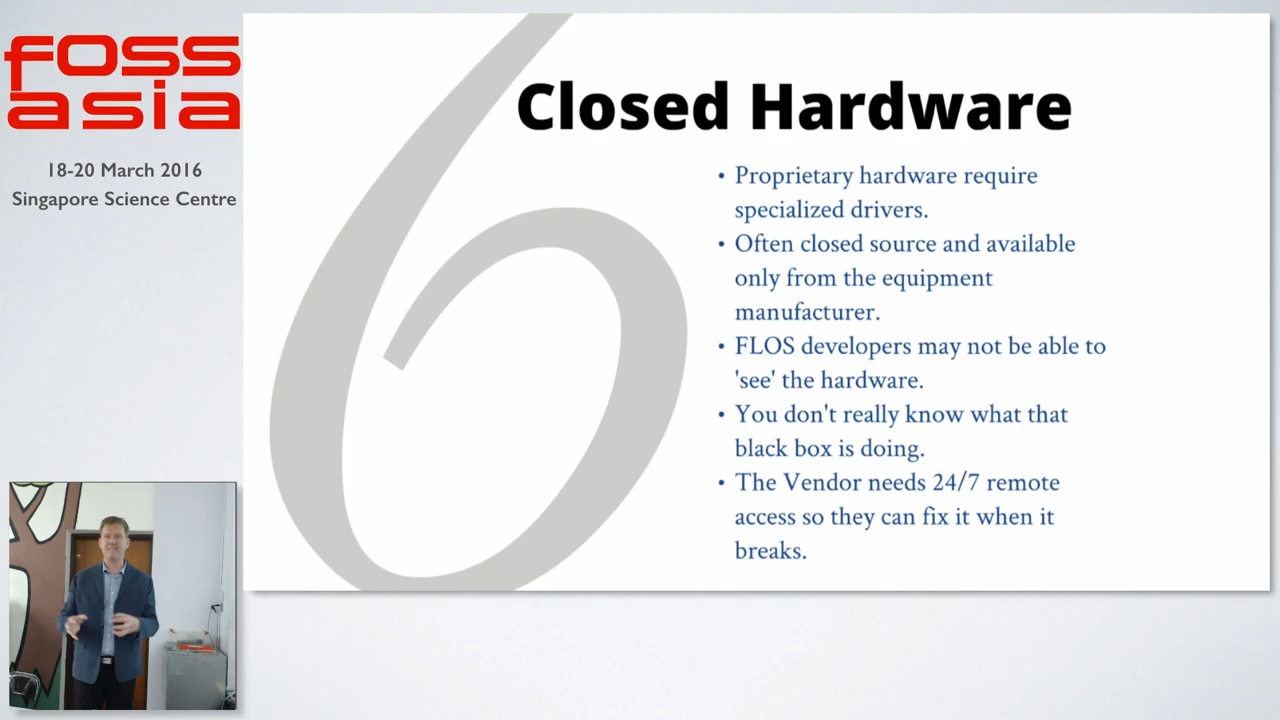 foss
asia
18-20 March 2016
Singapore Science Centre
6
Closed Hardware
• Proprietary hardware require
specialized drivers.
• Often closed source and available
only from the equipment
manufacturer.
• FLOS developers may not be able to
'see' the hardware.
• You don't really know what that
black box is doing.
• The Vendor needs 24/7 remote
access so they can fix it when it
breaks.